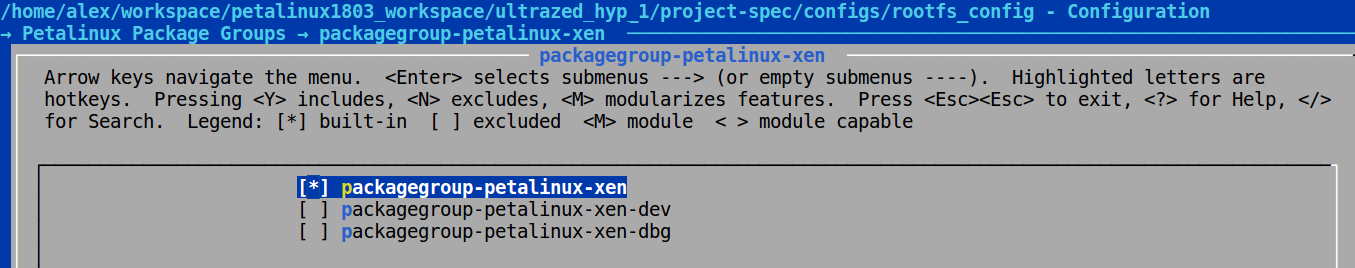 /home/alex/workspace/petalinux1803_workspace/ultrazed_hyp_1/project-spec/configs/rootfs_config - Configuration
→ Petalinux Package Groups → packagegroup-petalinux-xen
packagegroup-petalinux-xen
Arrow keys navigate the menu.  <Enter> selects submenus ---> (or empty submenus ----).  Highlighted letters are
hotkeys.  Pressing <Y> includes, <N> excludes, <M> modularizes features.  Press <Esc><Esc> to exit, <?> for Help, </>
for Search.  Legend: [*] built-in  [ ] excluded  <M> module  < > module capable
[*] packagegroup-petalinux-xen
[ ] packagegroup-petalinux-xen-dev
[ ] packagegroup-petalinux-xen-dbg